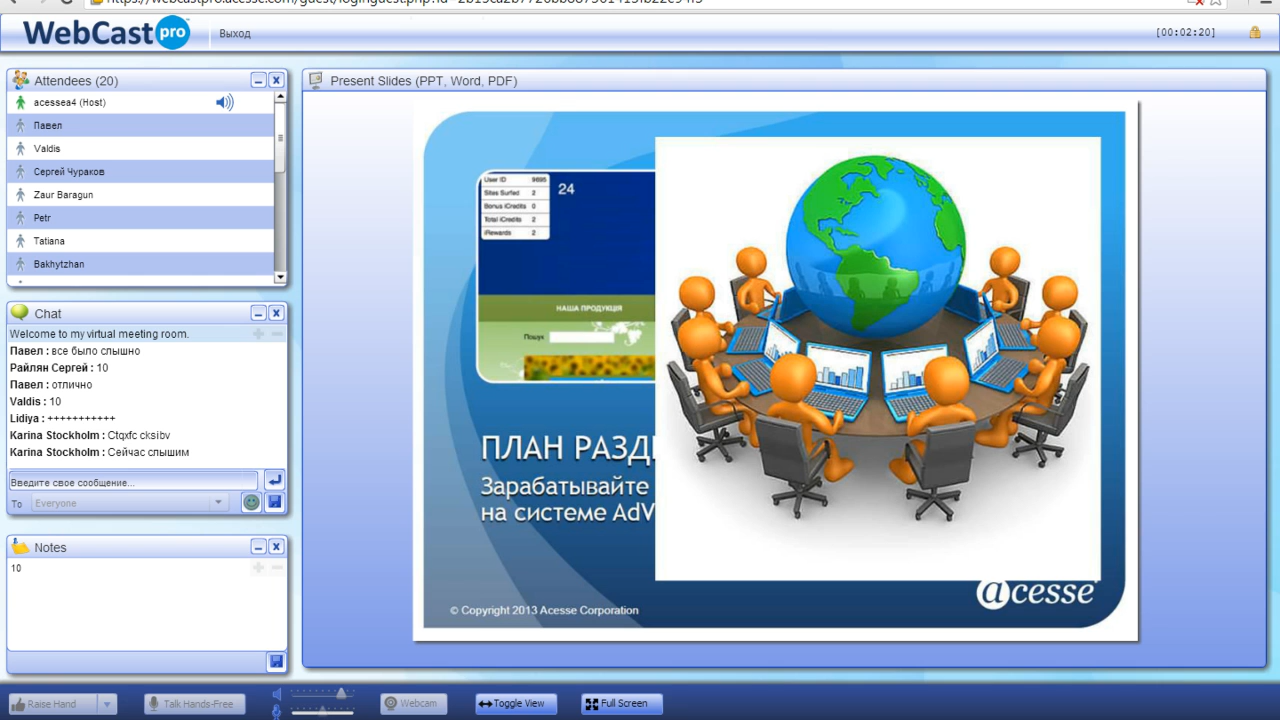 WebCast pro
Выход
[00:02:20]
Attendees (20)
acessea4 (Host)
Павел
Valdis
Сергей Чураков
Zaur Baragun
Petr
Tatiana
Bakhytzhan
Chat
Welcome to my virtual meeting room.
Павел : все было слышно
Райлян Сергей : 10
Павел : отлично
Valdis : 10
Lidiya : +++++++++++
Karina Stockholm : Ctqxfc cksibv
Karina Stockholm : Сейчас слышим
Введите свое сообщение...
To Everyone
Notes
10
Present Slides (PPT, Word, PDF)
User ID 9695
Sites Surfed 2
Bonus iCredits 0
Total iCredits 2
iRewards 2
24
НАША ПРОДУКЦІЯ
Пошук
ПЛАН РАЗД
Зарабатывайте
на системе AdV
© Copyright 2013 Acesse Corporation
acesse
Raise Hand
Talk Hands-Free
Webcam
Toggle View
Full Screen